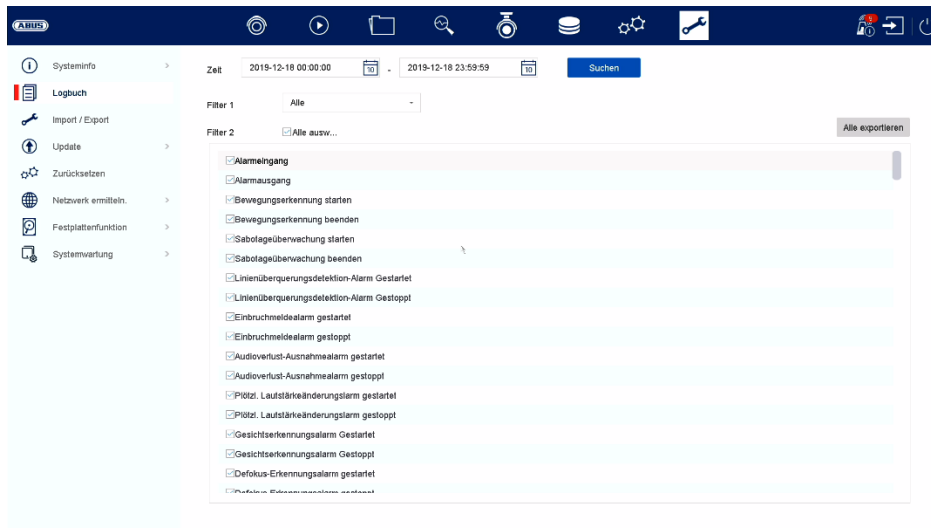 ABUS
Systeminfo
Logbuch
Import / Export
Update
Zurücksetzen
Netzwerk ermitteln.
Festplattenfunktion
Systemwartung
Zeit 2019-12-18 00:00:00 10 - 2019-12-18 23:59:59 10 Suchen
Filter 1 Alle
Filter 2 Alle ausw...
Alle exportieren
Alarmeingang
Alarmausgang
Bewegungserkennung starten
Bewegungserkennung beenden
Sabotageüberwachung starten
Sabotageüberwachung beenden
Linienüberquerungsdetektion-Alarm Gestartet
Linienüberquerungsdetektion-Alarm Gestoppt
Einbruchmeldealarm gestartet
Einbruchmeldealarm gestoppt
Audioverlust-Ausnahmealarm gestartet
Audioverlust-Ausnahmealarm gestoppt
Plötzl. Lautstärkeänderungslarm gestartet
Plötzl. Lautstärkeänderungslarm gestoppt
Gesichtserkennungsalarm Gestartet
Gesichtserkennungsalarm Gestoppt
Defokus-Erkennungsalarm gestartet